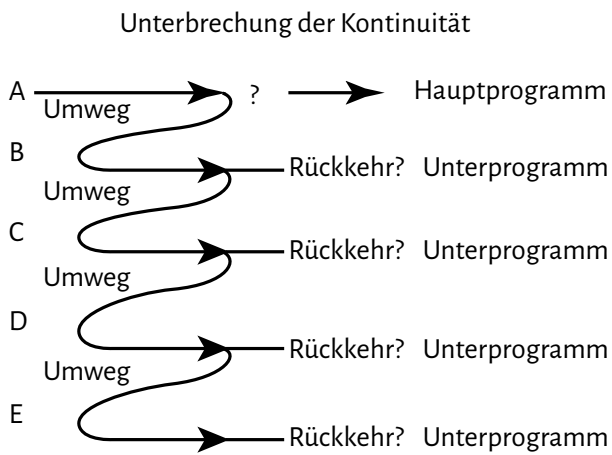 Unterbrechung der Kontinuität
A ? Hauptprogramm
Umweg
B Rückkehr? Unterprogramm
Umweg
C Rückkehr? Unterprogramm
Umweg
D Rückkehr? Unterprogramm
Umweg
E Rückkehr? Unterprogramm